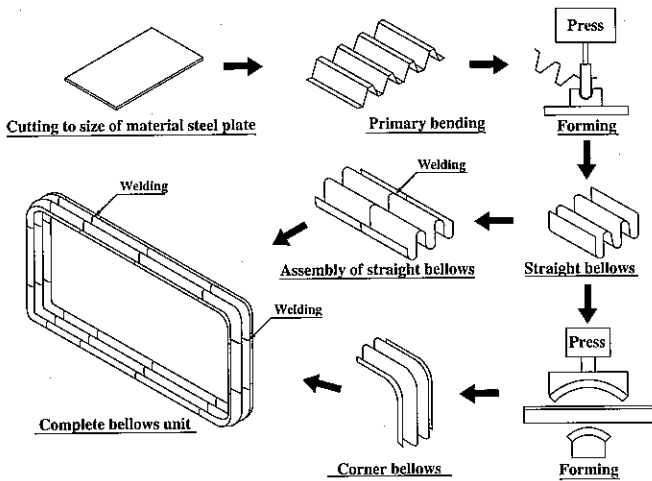 Press
Cutting to size of material steel plate
Primary bending
Forming
Welding
Welding
Assembly of straight bellows
Straight bellows
Welding
Press
Complete bellows unit
Corner bellows
Forming